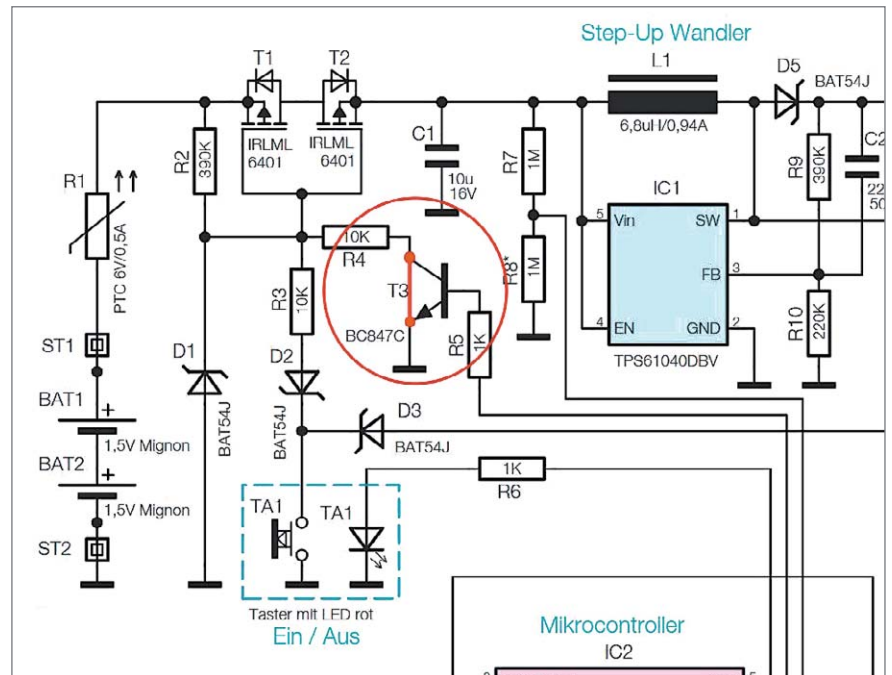 Step-Up Wandler
T1
T2
L1
D5
BAT54J
R2
390K
IRLML
6401
IRLML
6401
C1
10u
16V
R7
1M
6,8uH/0,94A
R9
390K
C2
22
50
R1
PTC 6V/0,5A
IC1
5
Vin
SW
1
10K
R4
T3
R8*
1M
FB
3
R3
10K
BC847C
R5
1K
4
EN
GND
2
R10
220K
TPS61040DBV
ST1
D1
BAT54J
D2
BAT54J
BAT1
+
1,5V Mignon
D3
BAT54J
BAT2
+
1,5V Mignon
1K
R6
TA1
TA1
ST2
Taster mit LED rot
Ein / Aus
Mikrocontroller
IC2
5